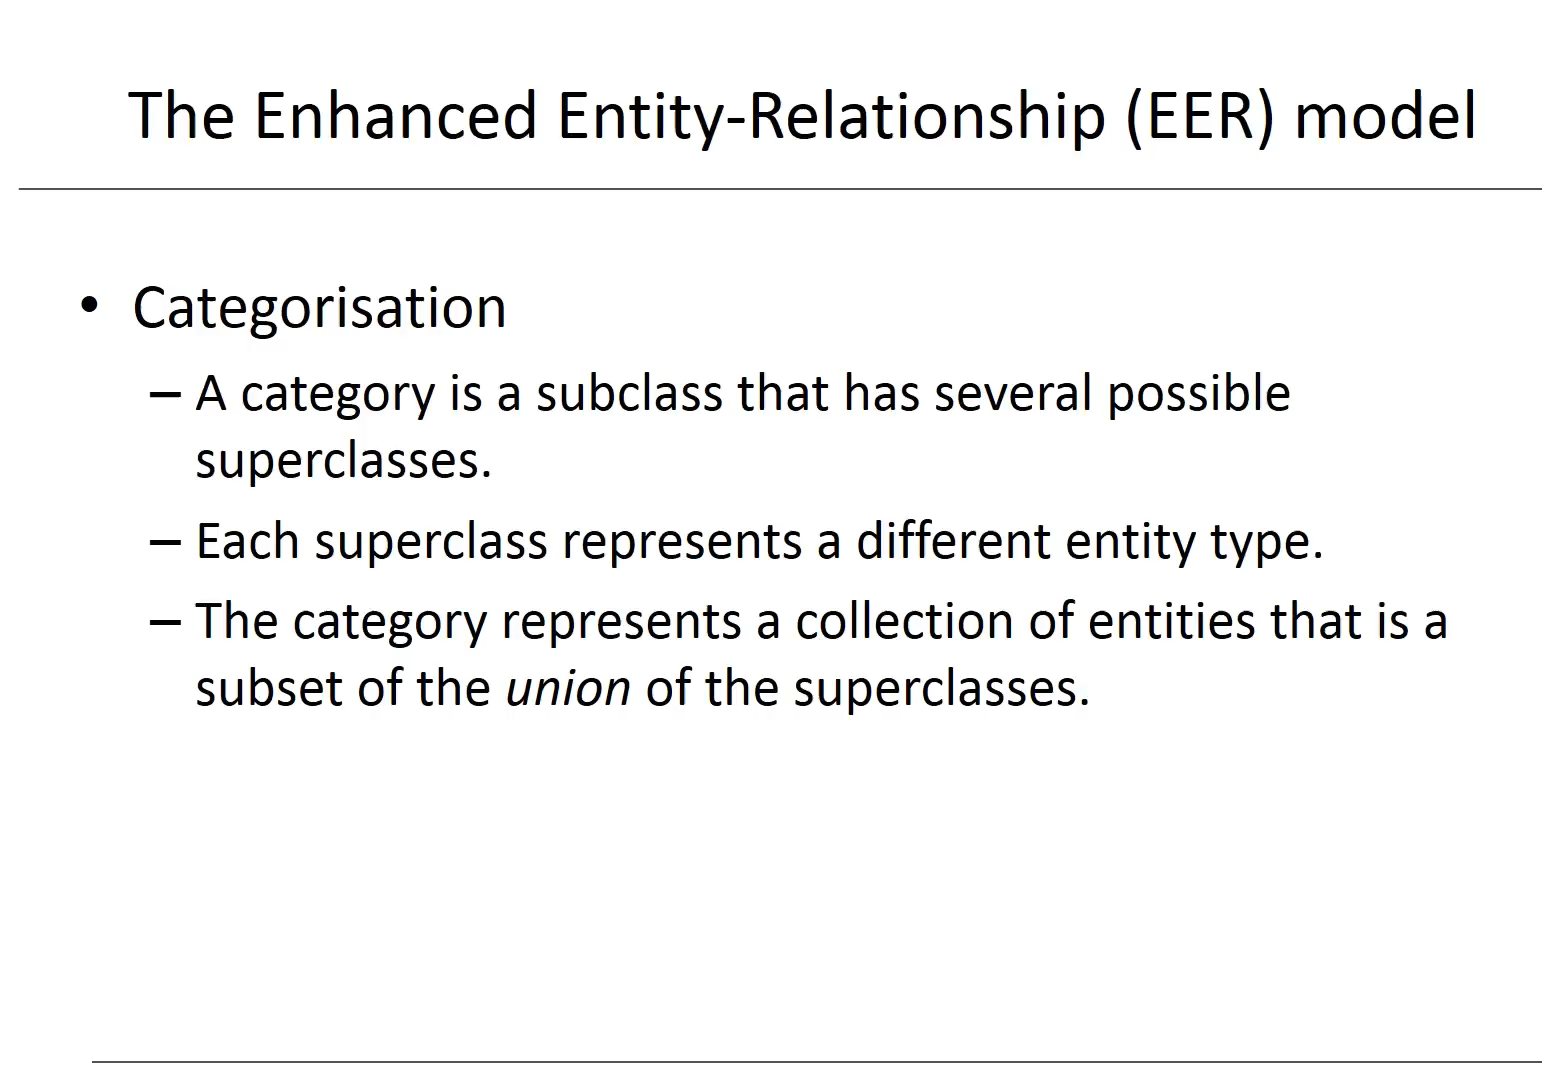 The Enhanced Entity-Relationship (EER) model
• Categorisation
– A category is a subclass that has several possible
superclasses.
– Each superclass represents a different entity type.
– The category represents a collection of entities that is a
subset of the union of the superclasses.